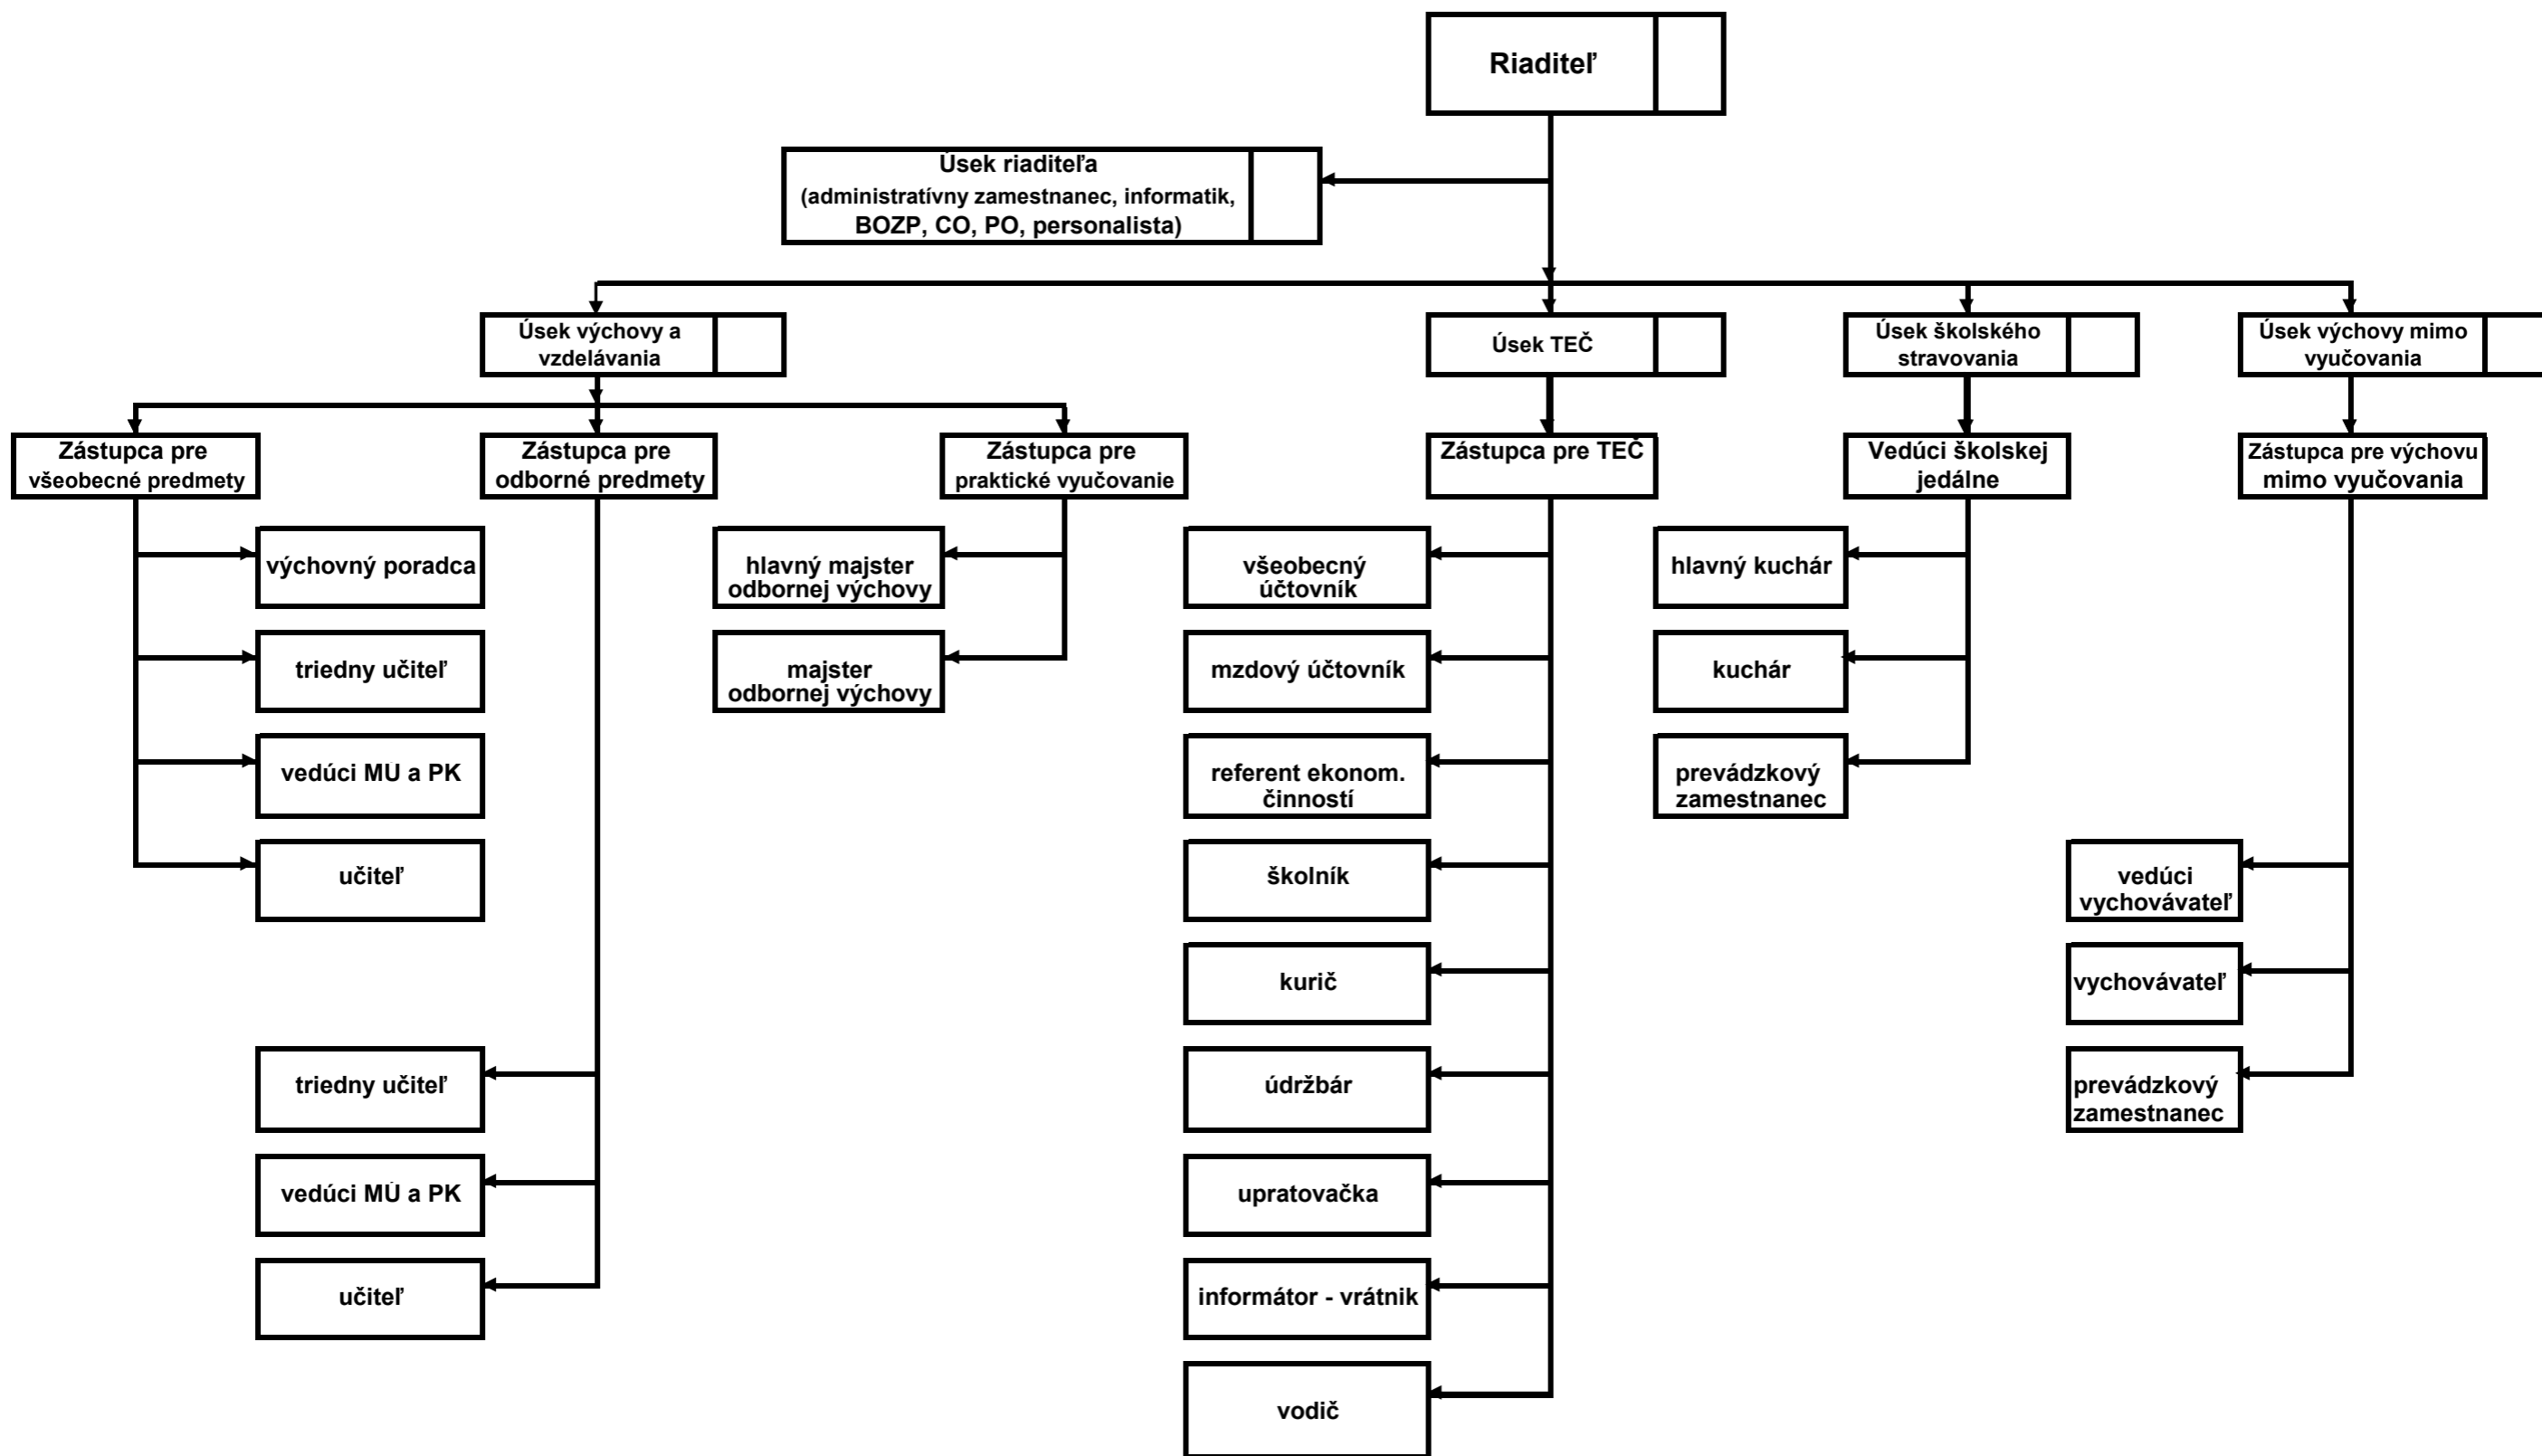 Riaditeľ
Úsek riaditeľa
(administratívny zamestnanec, informatik,
BOZP, CO, PO, personalista)
Úsek výchovy a
vzdelávania
Úsek TEČ
Úsek školského
stravovania
Úsek výchovy mimo
vyučovania
Zástupca pre
všeobecné predmety
Zástupca pre
odborné predmety
Zástupca pre
praktické vyučovanie
Zástupca pre TEČ
Vedúci školskej
jedálne
Zástupca pre výchovu
mimo vyučovania
výchovný poradca
triedny učiteľ
vedúci MÚ a PK
učiteľ
triedny učiteľ
vedúci MÚ a PK
učiteľ
hlavný majster
odbornej výchovy
majster
odbornej výchovy
všeobecný
účtovník
mzdový účtovník
referent ekonom.
činností
školník
kurič
údržbár
upratovačka
informátor - vrátnik
vodič
hlavný kuchár
kuchár
prevádzkový
zamestnanec
vedúci
vychovávateľ
vychovávateľ
prevádzkový
zamestnanec